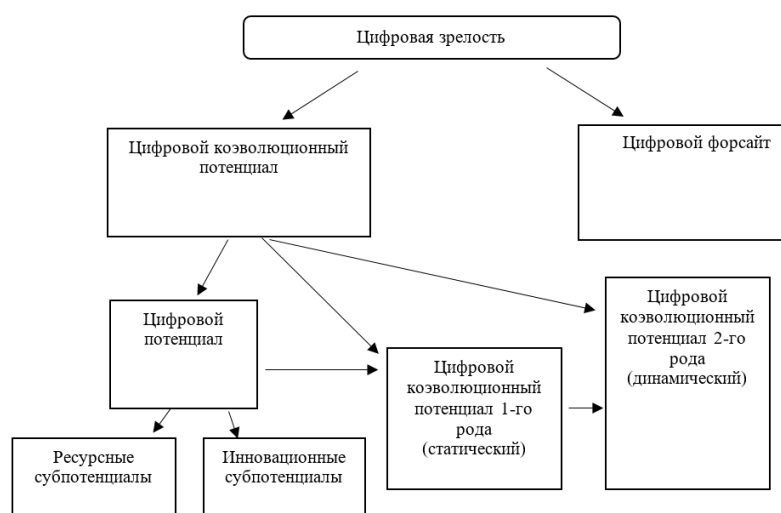 Цифровая зрелость
Цифровой коэволюционный
потенциал
Цифровой форсайт
Цифровой
потенциал
Цифровой
коэволюционный
потенциал 1-го
рода
(статический)
Цифровой
коэволюционный
потенциал 2-го
рода
(динамический)
Ресурсные
субпотенциалы
Инновационные
субпотенциалы